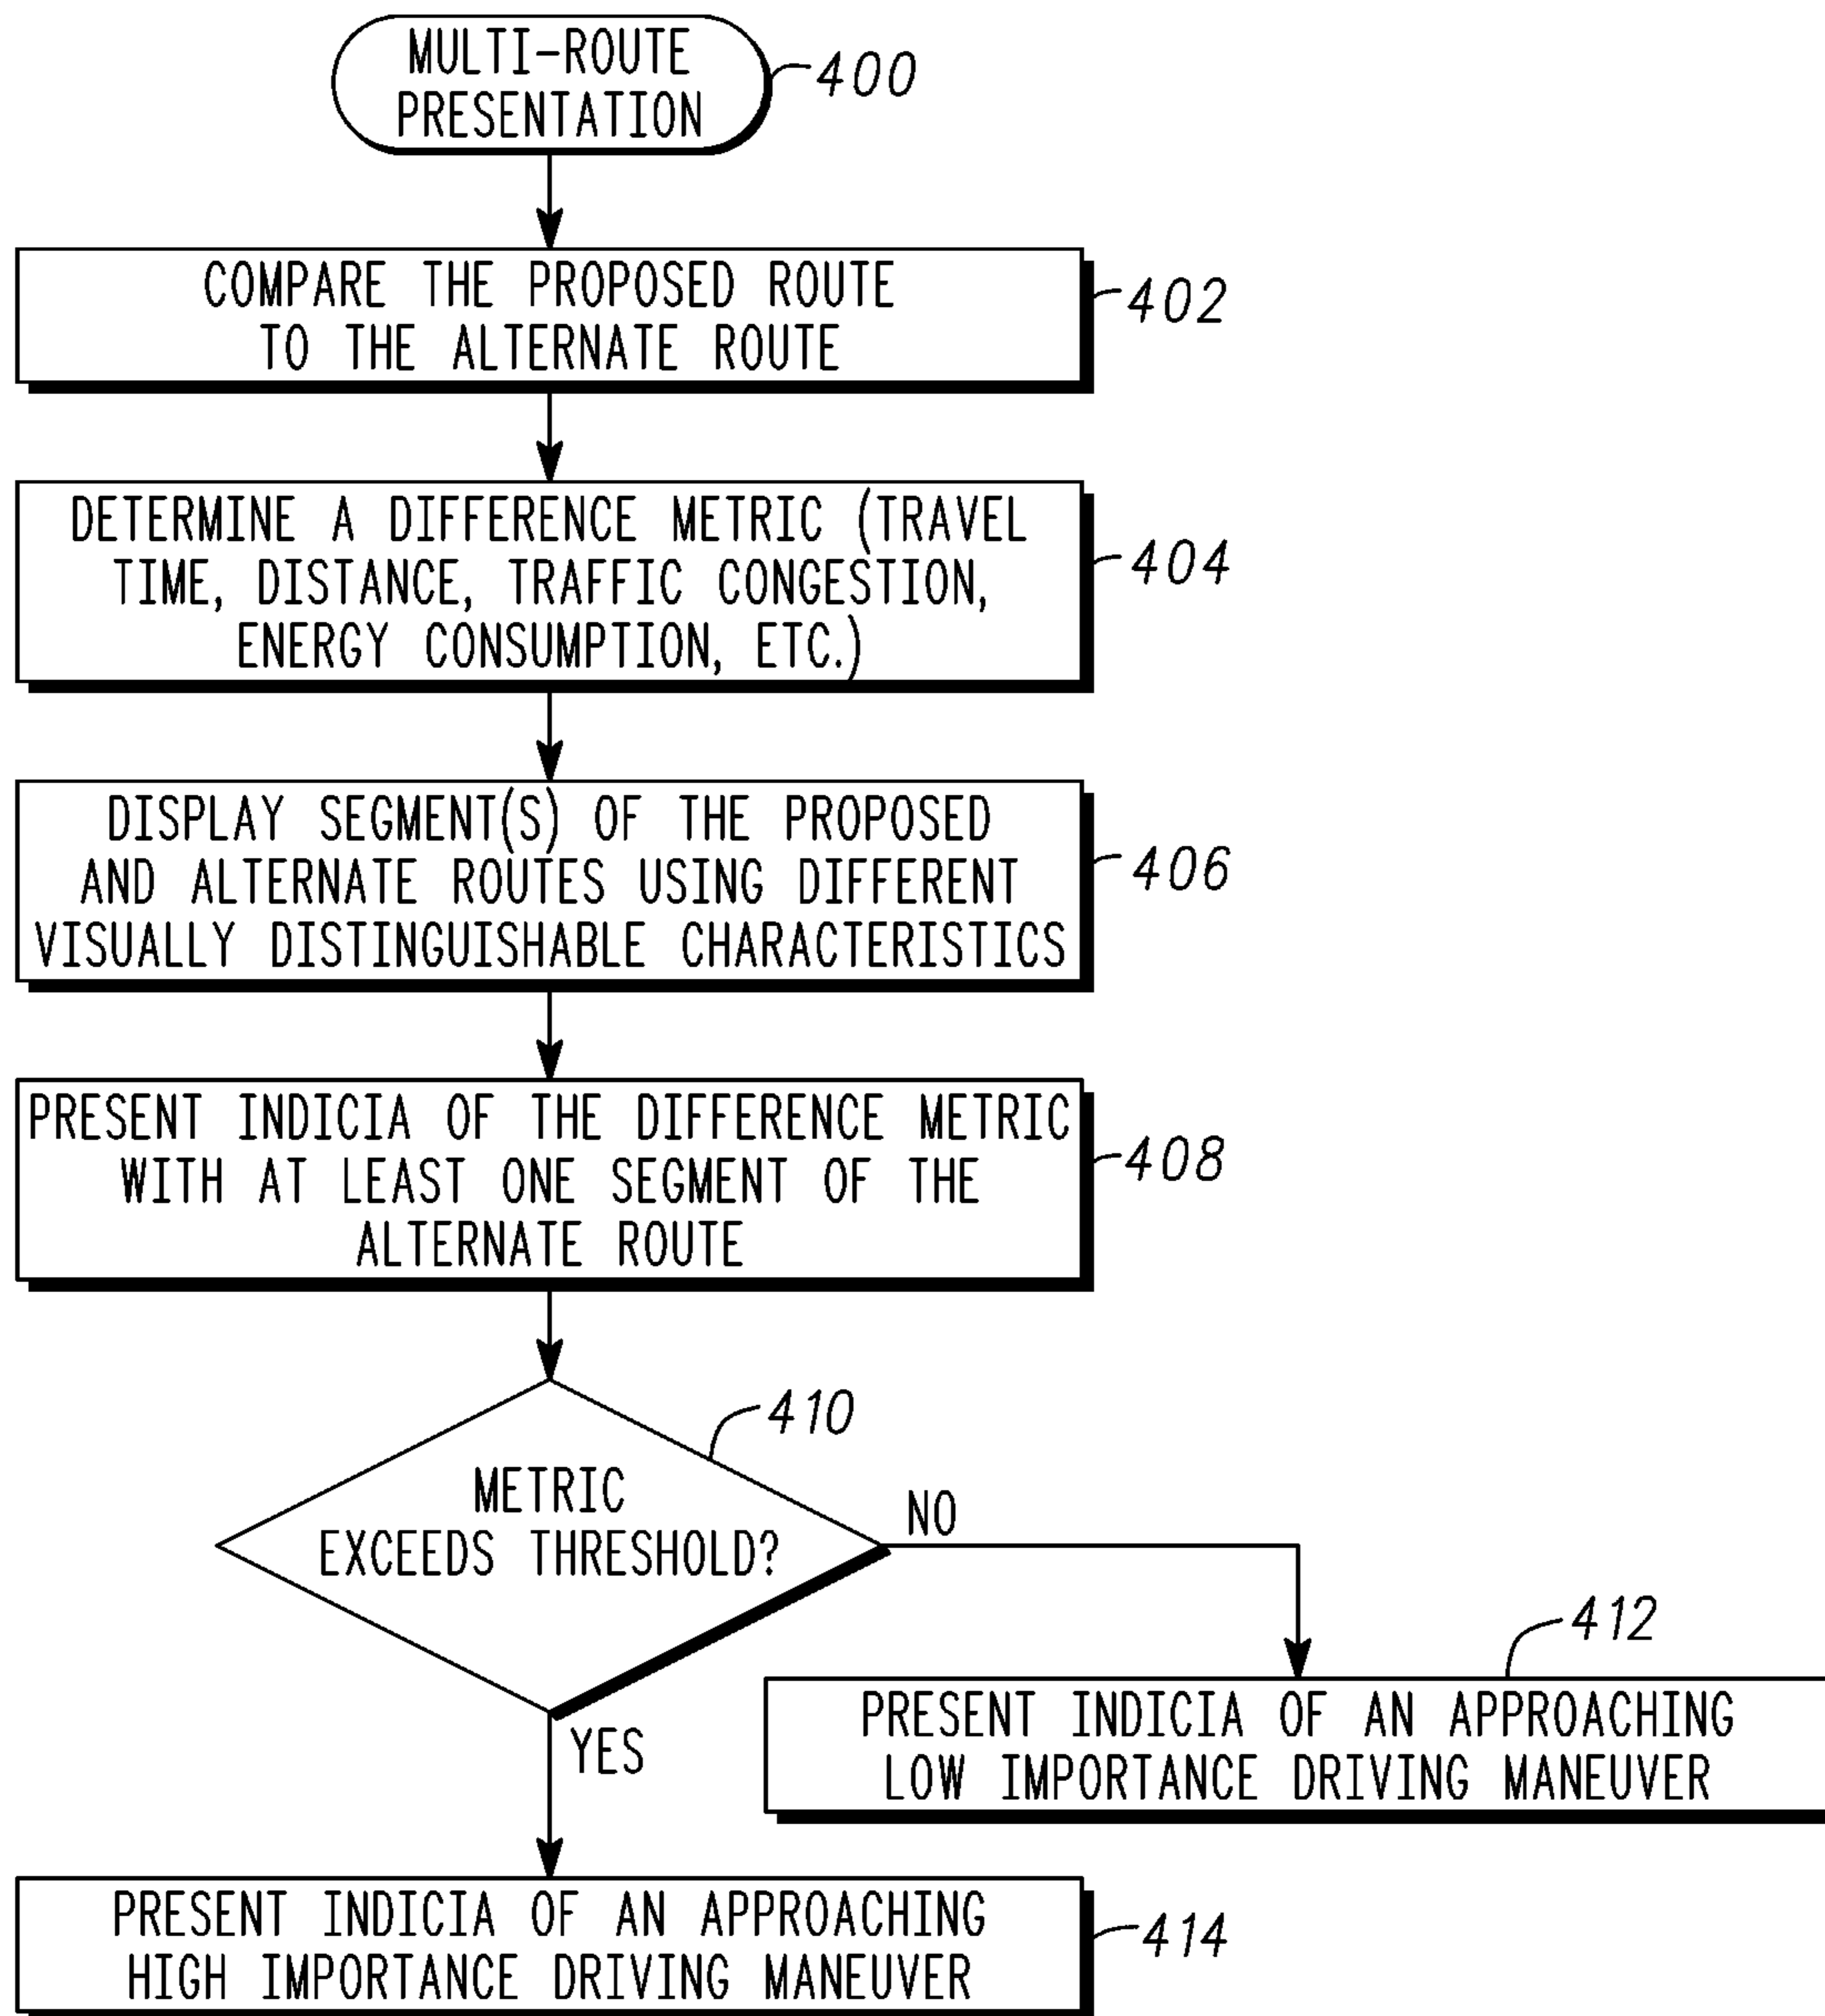 MULTI-ROUTE
PRESENTATION
400
COMPARE THE PROPOSED ROUTE
TO THE ALTERNATE ROUTE
402
DETERMINE A DIFFERENCE METRIC (TRAVEL
TIME, DISTANCE, TRAFFIC CONGESTION,
ENERGY CONSUMPTION, ETC.)
404
DISPLAY SEGMENT(S) OF THE PROPOSED
AND ALTERNATE ROUTES USING DIFFERENT
VISUALLY DISTINGUISHABLE CHARACTERISTICS
406
PRESENT INDICIA OF THE DIFFERENCE METRIC
WITH AT LEAST ONE SEGMENT OF THE
ALTERNATE ROUTE
408
410
METRIC
EXCEEDS THRESHOLD?
NO
YES
412
PRESENT INDICIA OF AN APPROACHING
LOW IMPORTANCE DRIVING MANEUVER
PRESENT INDICIA OF AN APPROACHING
HIGH IMPORTANCE DRIVING MANEUVER
414